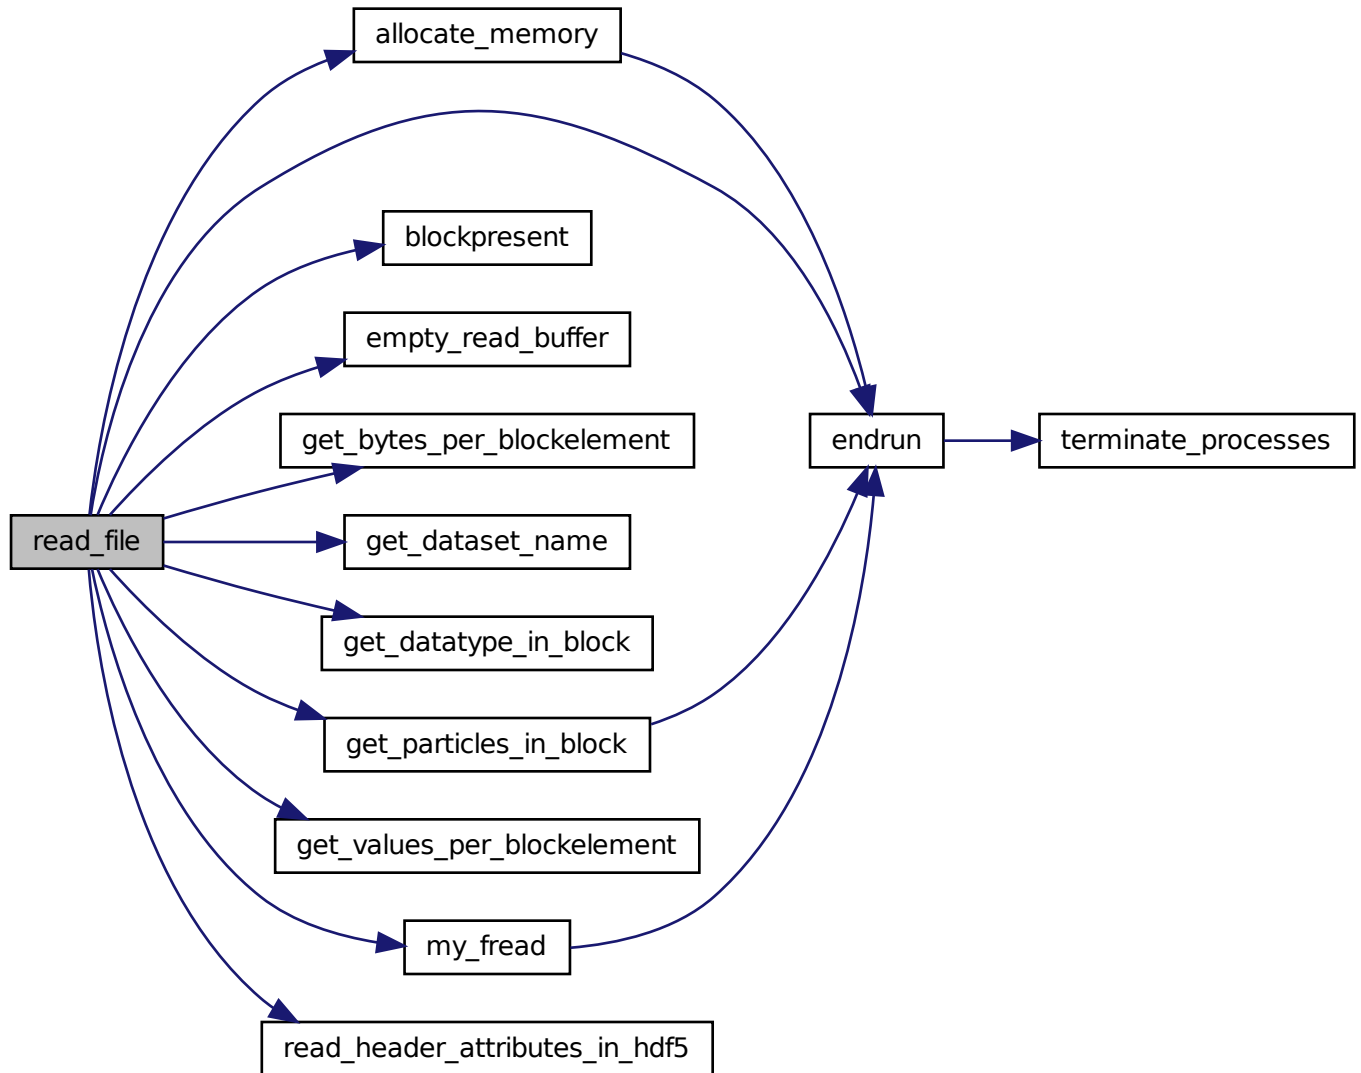 allocate_memory
blockpresent
empty_read_buffer
get_bytes_per_blockelement
endrun
terminate_processes
read_file
get_dataset_name
get_datatype_in_block
get_particles_in_block
get_values_per_blockelement
my_fread
read_header_attributes_in_hdf5